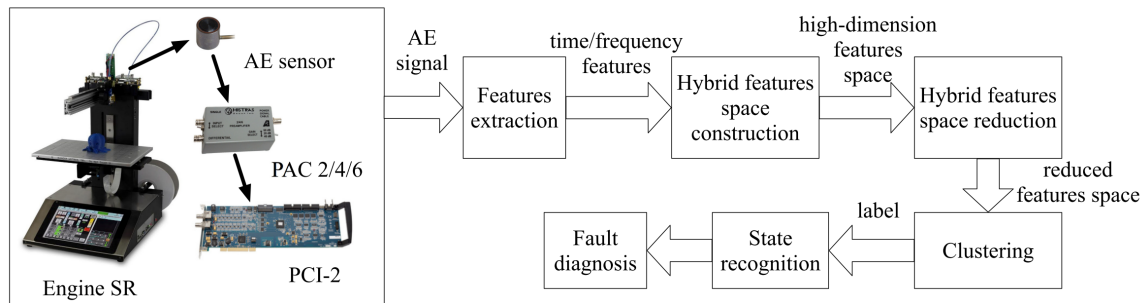 AE sensor
MISTRAS
PAC 2/4/6
PCI-2
Engine SR
AE
signal
Features
extraction
time/frequency
features
Hybrid features
space
construction
high-dimension
features
space
Hybrid features
space reduction
reduced
features space
Clustering
label
State
recognition
Fault
diagnosis